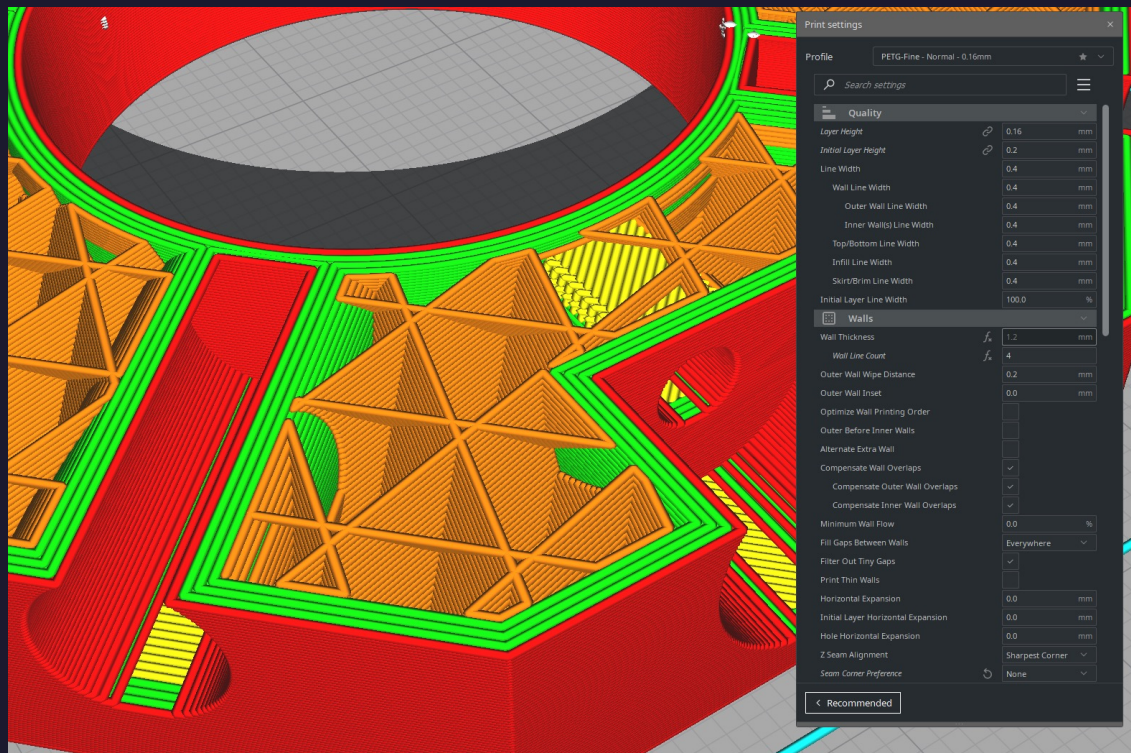 Print settings
Profile PETG-Fine - Normal - 0.16mm
Search settings
Quality
Layer Height 0.16 mm
Initial Layer Height 0.2 mm
Line Width 0.4 mm
Wall Line Width 0.4 mm
Outer Wall Line Width 0.4 mm
Inner Wall(s) Line Width 0.4 mm
Top/Bottom Line Width 0.4 mm
Infill Line Width 0.4 mm
Skirt/Brim Line Width 0.4 mm
Initial Layer Line Width 100.0 %
Walls
Wall Thickness 1.2 mm
Wall Line Count 4
Outer Wall Wipe Distance 0.2 mm
Outer Wall Inset 0.0 mm
Optimize Wall Printing Order
Outer Before Inner Walls
Alternate Extra Wall
Compensate Wall Overlaps
Compensate Outer Wall Overlaps
Compensate Inner Wall Overlaps
Minimum Wall Flow 0.0 %
Fill Gaps Between Walls Everywhere
Filter Out Tiny Gaps
Print Thin Walls
Horizontal Expansion 0.0 mm
Initial Layer Horizontal Expansion 0.0 mm
Hole Horizontal Expansion 0.0 mm
Z Seam Alignment Sharpest Corner
Seam Corner Preference None
Recommended